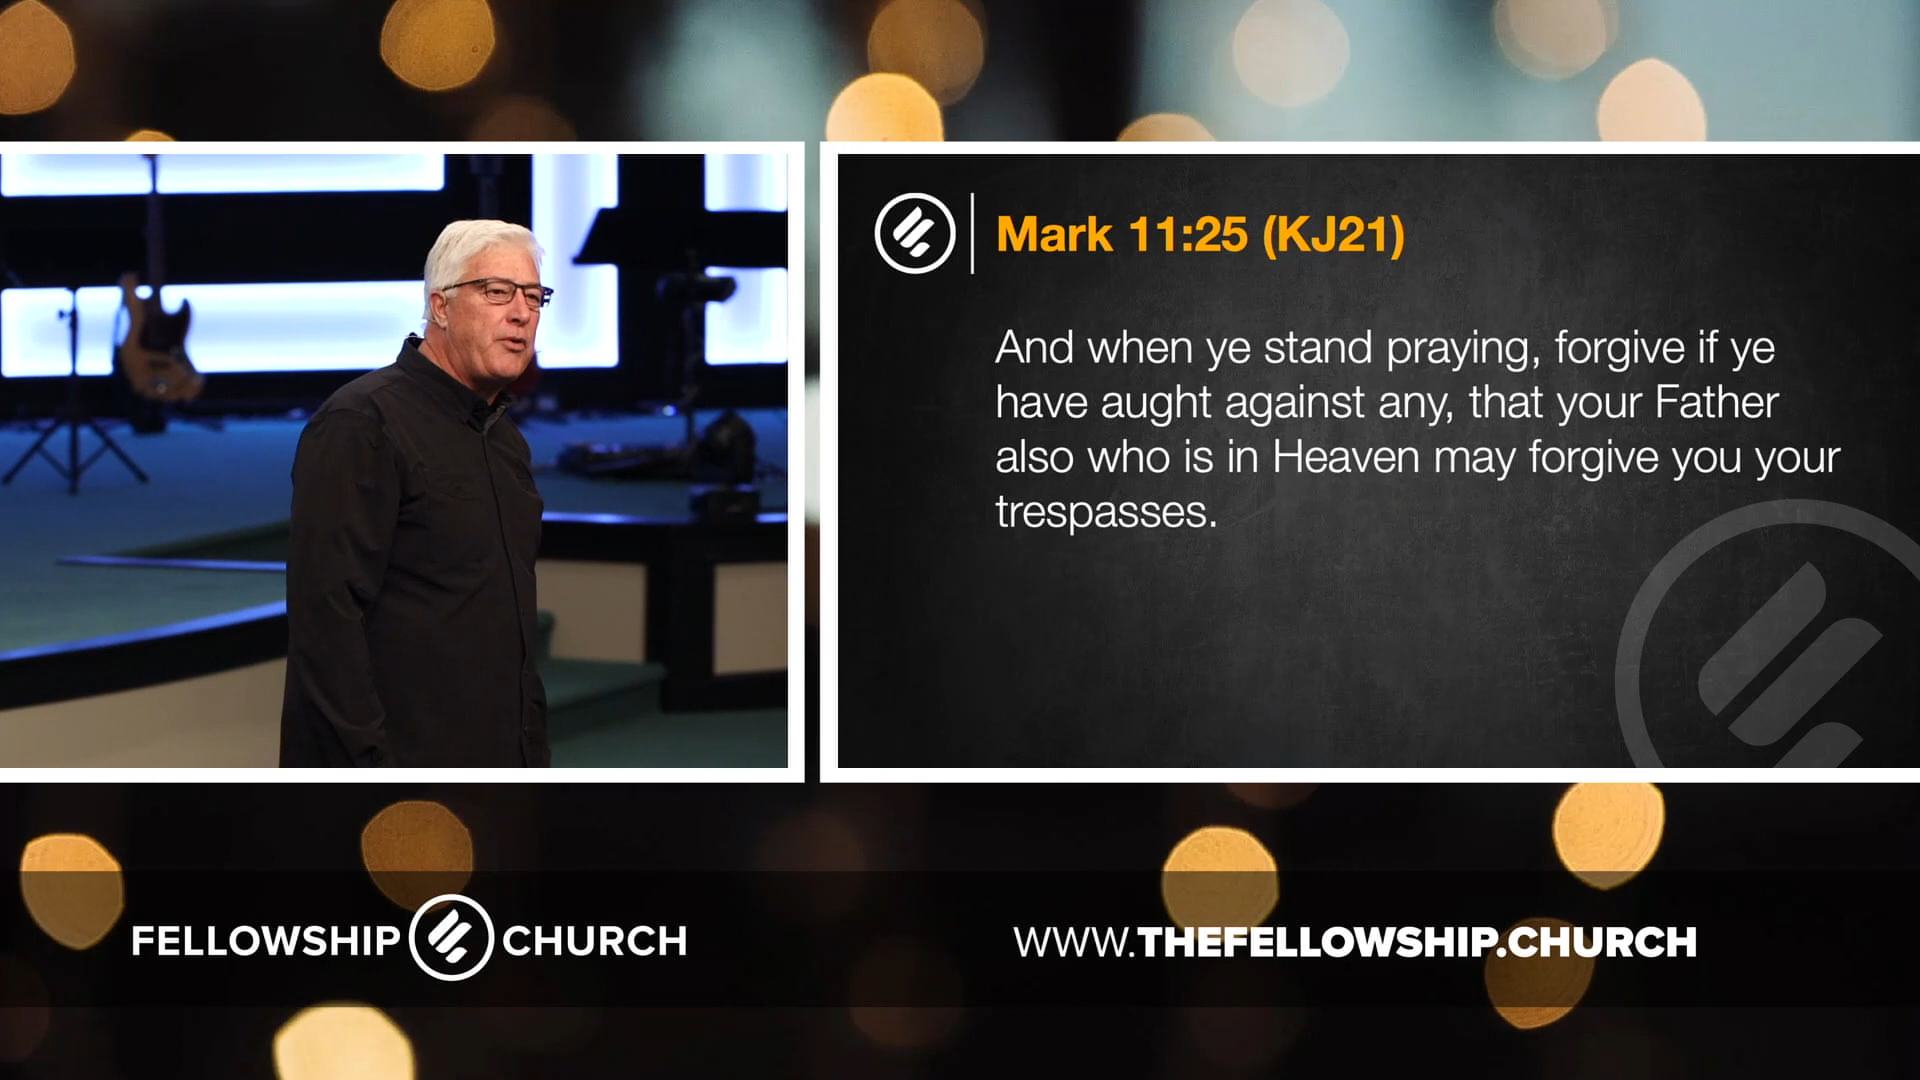 Mark 11:25 (KJ21)
And when ye stand praying, forgive if ye
have aught against any, that your Father
also who is in Heaven may forgive you your
trespasses.
FELLOWSHIP CHURCH
WWW.THEFELLOWSHIP.CHURCH